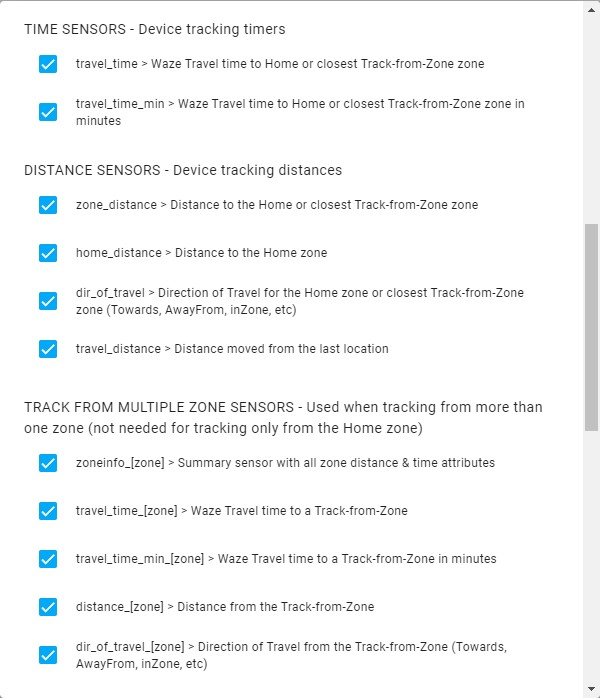 TIME SENSORS - Device tracking timers
travel_time > Waze Travel time to Home or closest Track-from-Zone zone
travel_time_min > Waze Travel time to Home or closest Track-from-Zone zone in
minutes
DISTANCE SENSORS - Device tracking distances
zone_distance > Distance to the Home or closest Track-from-Zone zone
home_distance > Distance to the Home zone
dir_of_travel > Direction of Travel for the Home zone or closest Track-from-Zone
zone (Towards, AwayFrom, inZone, etc)
travel_distance > Distance moved from the last location
TRACK FROM MULTIPLE ZONE SENSORS - Used when tracking from more than
one zone (not needed for tracking only from the Home zone)
zoneinfo_[zone] > Summary sensor with all zone distance & time attributes
travel_time_[zone] > Waze Travel time to a Track-from-Zone
travel_time_min_[zone] > Waze Travel time to a Track-from-Zone in minutes
distance_[zone] > Distance from the Track-from-Zone
dir_of_travel_[zone] > Direction of Travel from the Track-from-Zone (Towards,
AwayFrom, inZone, etc)